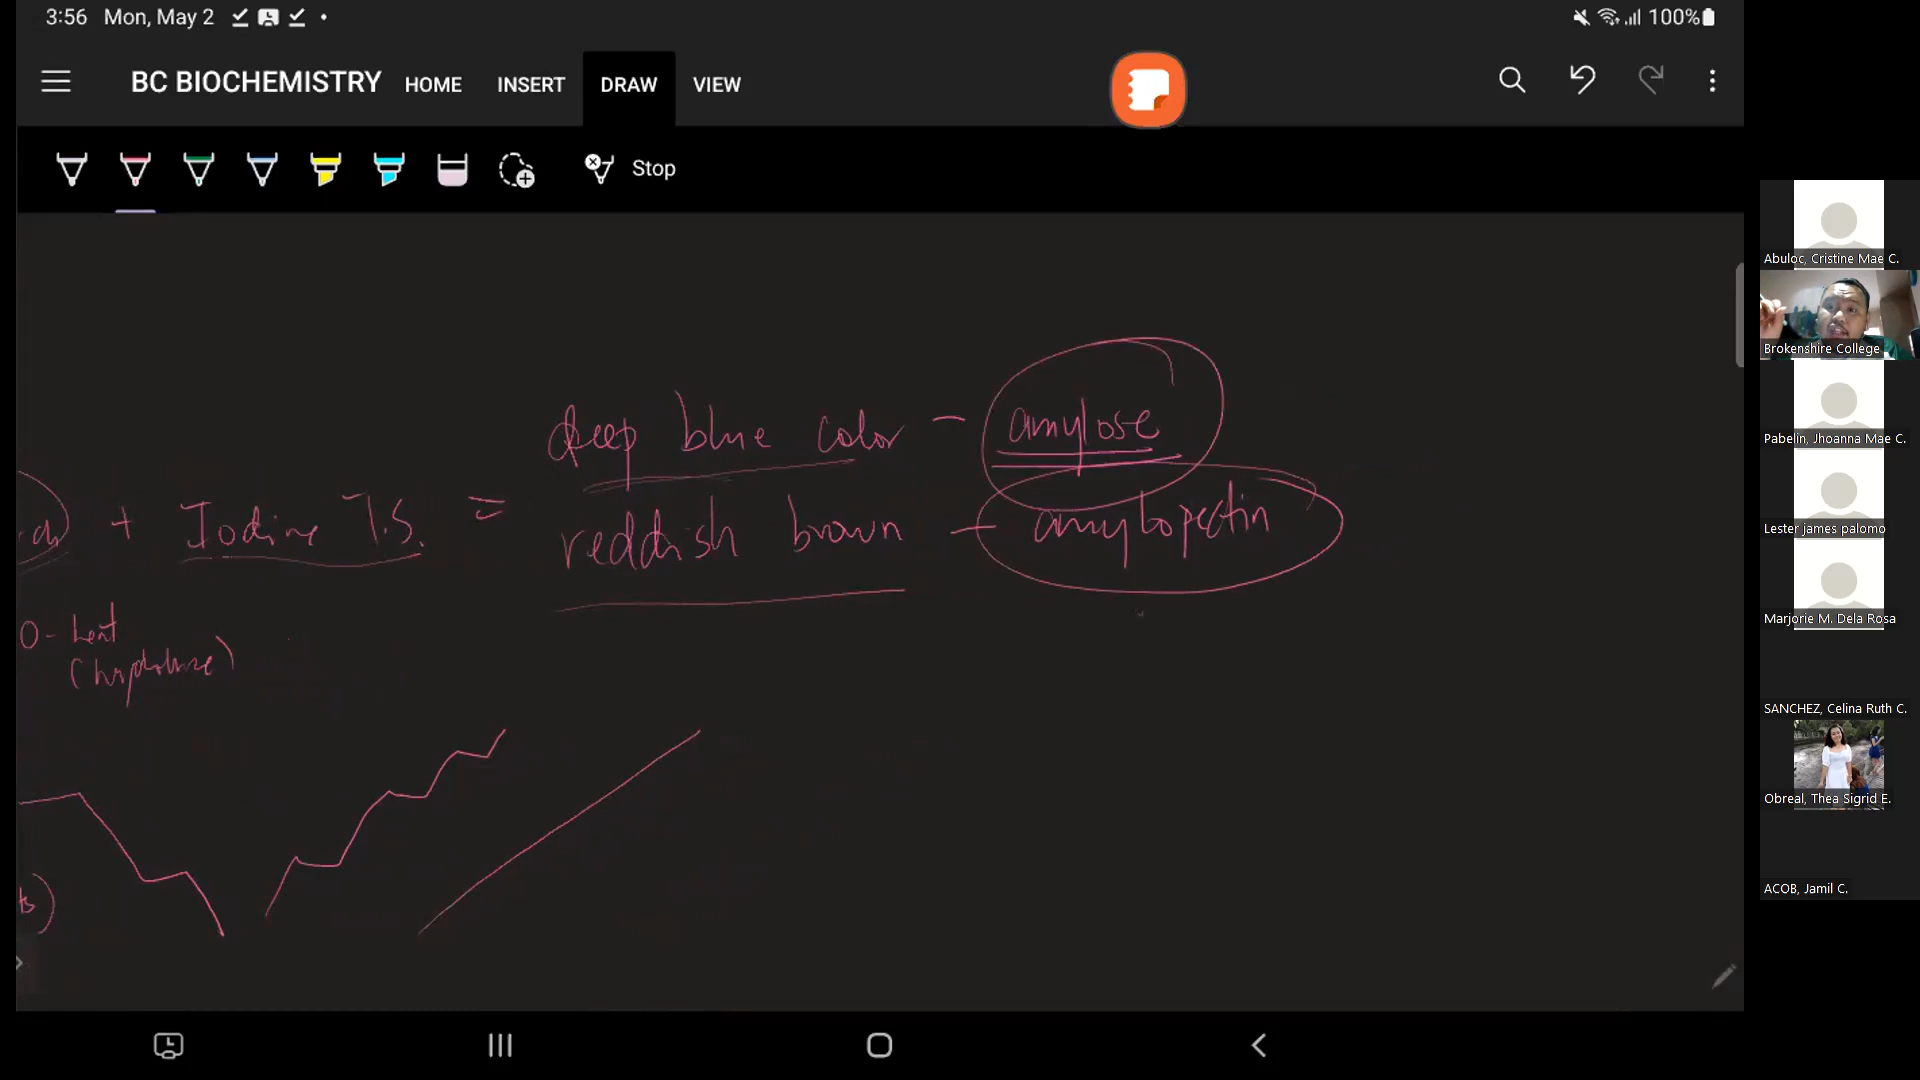 3:56 Mon, May 2
100%
BC BIOCHEMISTRY HOME INSERT DRAW VIEW
Stop
deep blue color - amylose
+ Iodine T.S. = reddish brown - amylopectin
- heat
Abuloc, Cristine Mae C.
Brokenshire College
Pabelin, Jhoanna Mae C.
Lester james palomo
Marjorie M. Dela Rosa
SANCHEZ, Celina Ruth C.
Obreal, Thea Sigrid E.
ACOB, Jamil C.